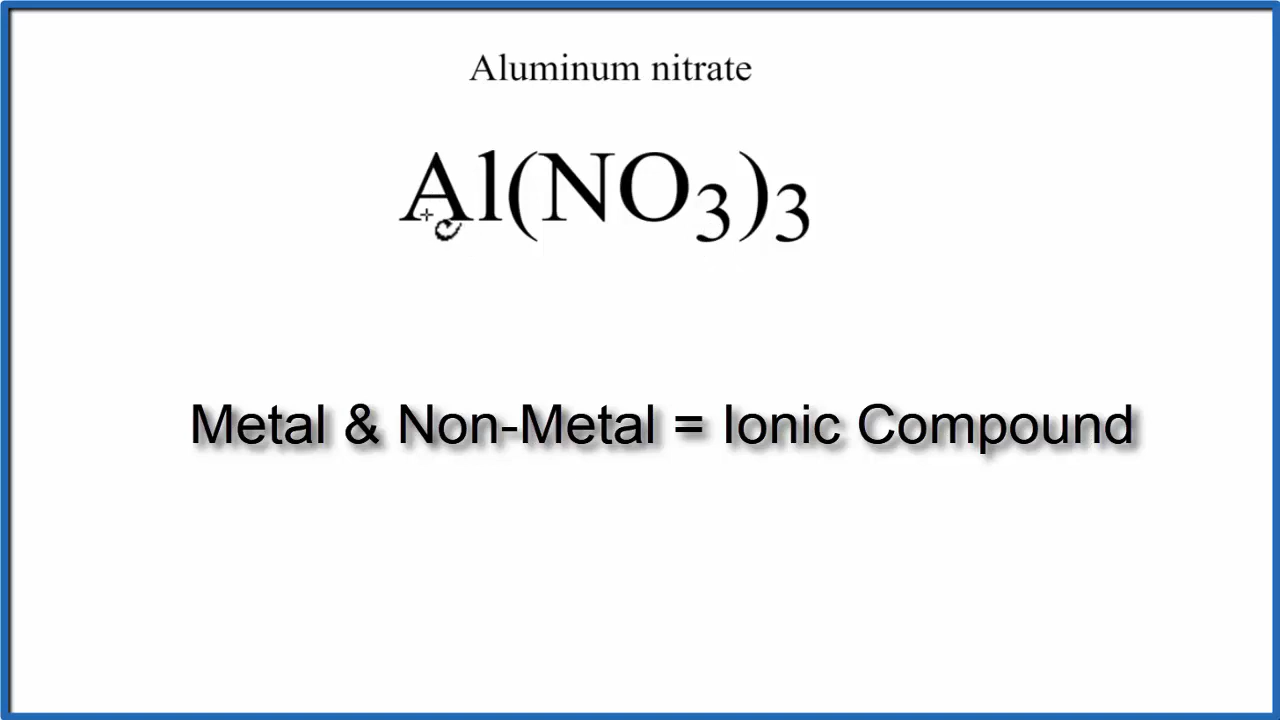 Aluminum nitrate
Al(NO3)3
Metal & Non-Metal = Ionic Compound